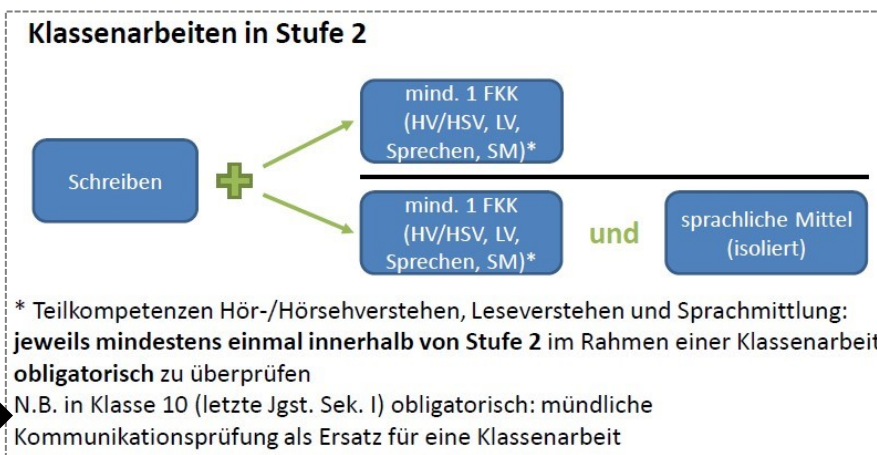 Klassenarbeiten in Stufe 2
mind. 1 FKK
(HV/HSV, LV,
Sprechen, SM)*
Schreiben
mind. 1 FKK
(HV/HSV, LV,
Sprechen, SM)*
und
sprachliche Mittel
(isoliert)
* Teilkompetenzen Hör-/Hörsehverstehen, Leseverstehen und Sprachmittlung:
jeweils mindestens einmal innerhalb von Stufe 2 im Rahmen einer Klassenarbeit
obligatorisch zu überprüfen
N.B. in Klasse 10 (letzte Jgst. Sek. I) obligatorisch: mündliche
Kommunikationsprüfung als Ersatz für eine Klassenarbeit